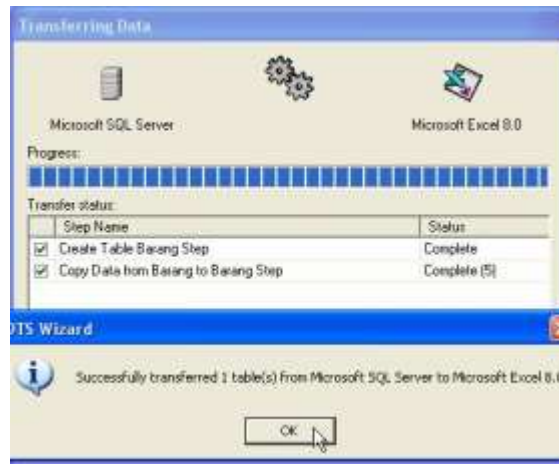 Transferring Data
Microsoft SQL Server
Microsoft Excel 8.0
Progress:
Transfer status:
Step Name Status
Create Table Barang Step Complete
Copy Data from Barang to Barang Step Complete (5)
DTS Wizard
Successfully transferred 1 table(s) from Microsoft SQL Server to Microsoft Excel 8.0
OK